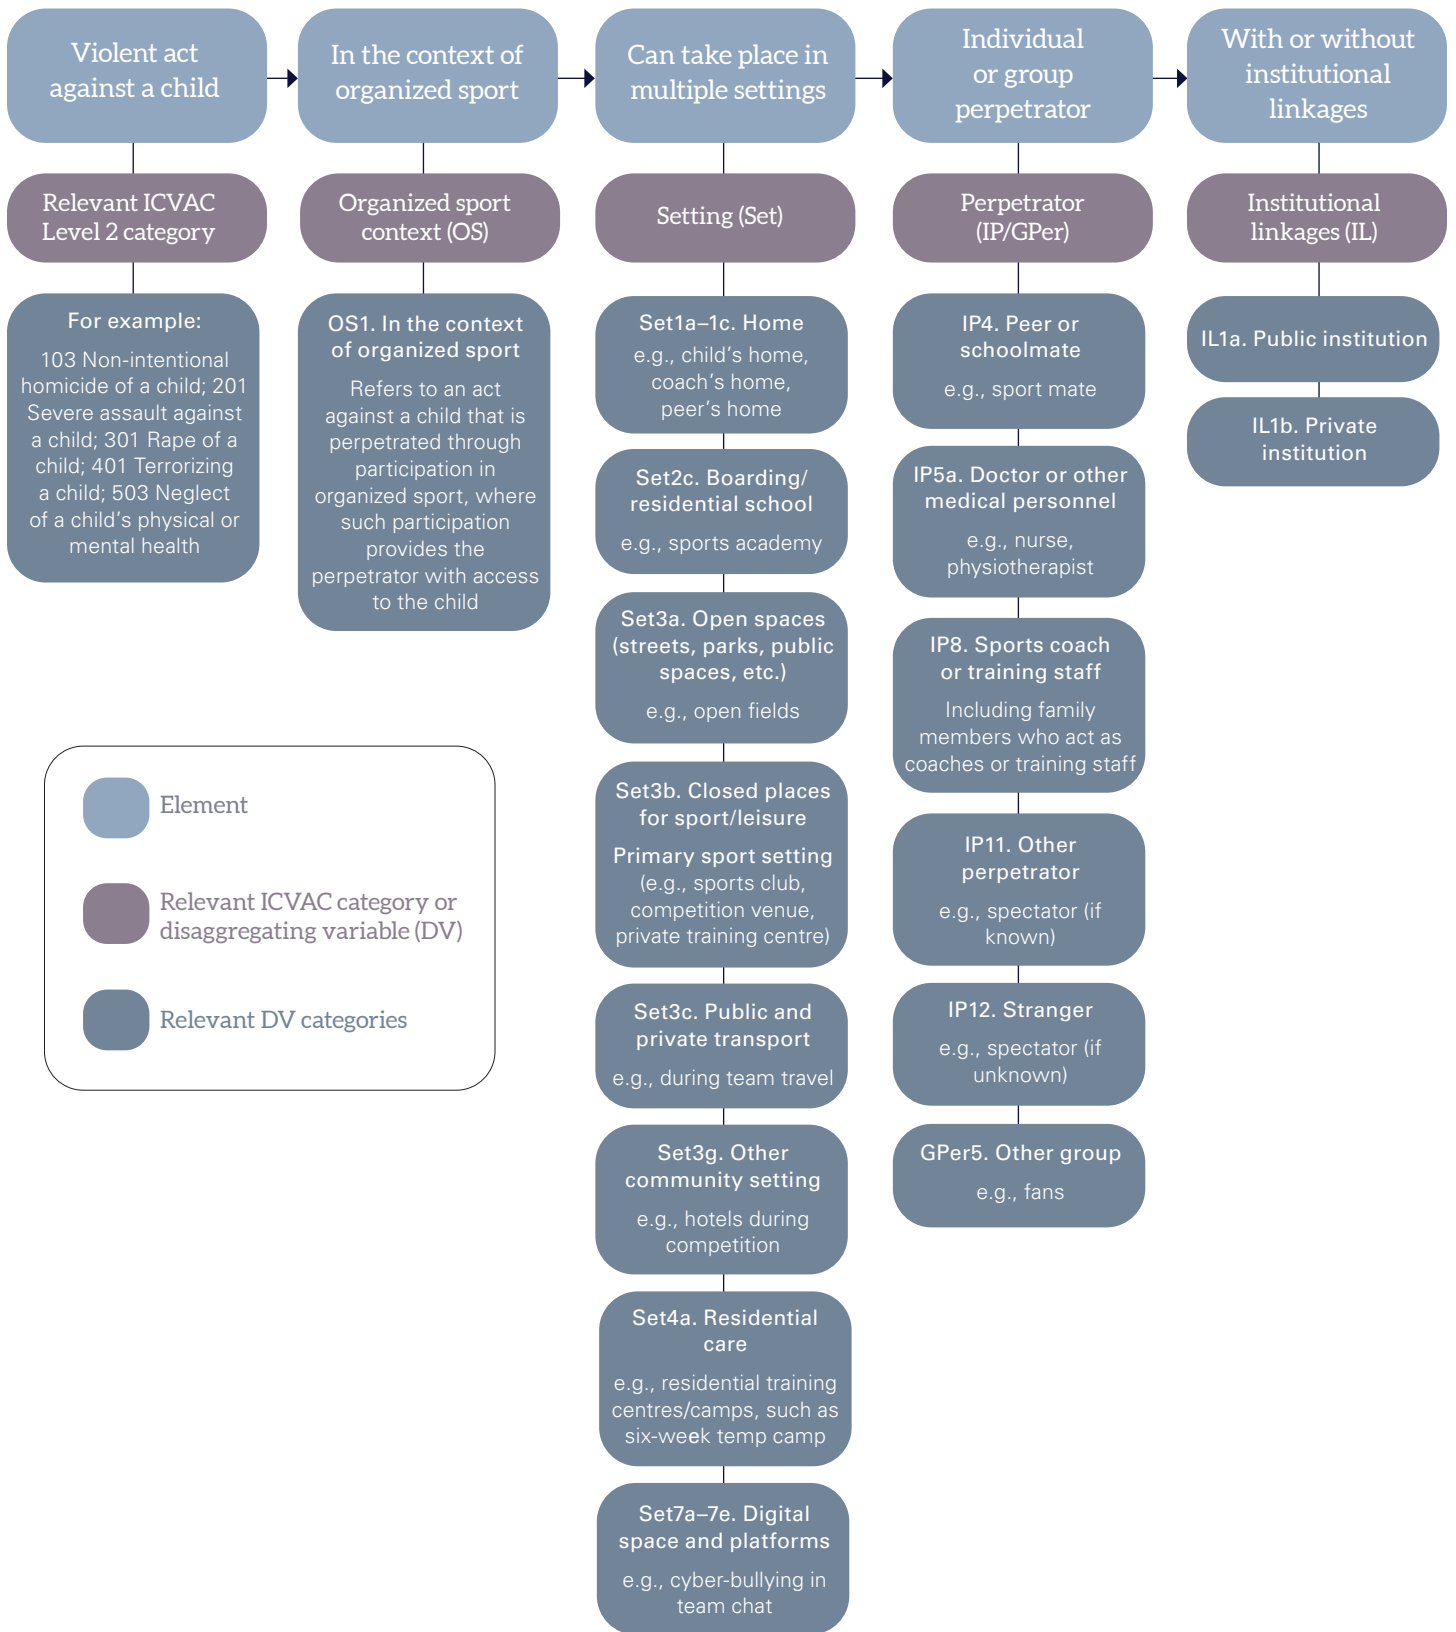 Violent act
against a child
In the context of
organized sport
Can take place in
multiple settings
Individual
or group
perpetrator
With or without
institutional
linkages
Relevant ICVAC
Level 2 category
Organized sport
context (OS)
Setting (Set)
Perpetrator
(IP/GPer)
Institutional
linkages (IL)
For example:
103 Non-intentional
homicide of a child; 201
Severe assault against
a child; 301 Rape of a
child; 401 Terrorizing
a child; 503 Neglect
of a child’s physical or
mental health
OS1. In the context
of organized sport
Refers to an act
against a child that is
perpetrated through
participation in
organized sport, where
such participation
provides the
perpetrator with access
to the child
Set1a–1c. Home
e.g., child’s home,
coach’s home,
peer’s home
Set2c. Boarding/
residential school
e.g., sports academy
Set3a. Open spaces
(streets, parks, public
spaces, etc.)
e.g., open fields
Set3b. Closed places
for sport/leisure
Primary sport setting
(e.g., sports club,
competition venue,
private training centre)
Set3c. Public and
private transport
e.g., during team travel
Set3g. Other
community setting
e.g., hotels during
competition
Set4a. Residential
care
e.g., residential training
centres/camps, such as
six-week temp camp
Set7a–7e. Digital
space and platforms
e.g., cyber-bullying in
team chat
IP4. Peer or
schoolmate
e.g., sport mate
IP5a. Doctor or other
medical personnel
e.g., nurse,
physiotherapist
IP8. Sports coach
or training staff
Including family
members who act as
coaches or training staff
IP11. Other
perpetrator
e.g., spectator (if
known)
IP12. Stranger
e.g., spectator (if
unknown)
GPer5. Other group
e.g., fans
IL1a. Public institution
IL1b. Private
institution
Element
Relevant ICVAC category or
disaggregating variable (DV)
Relevant DV categories